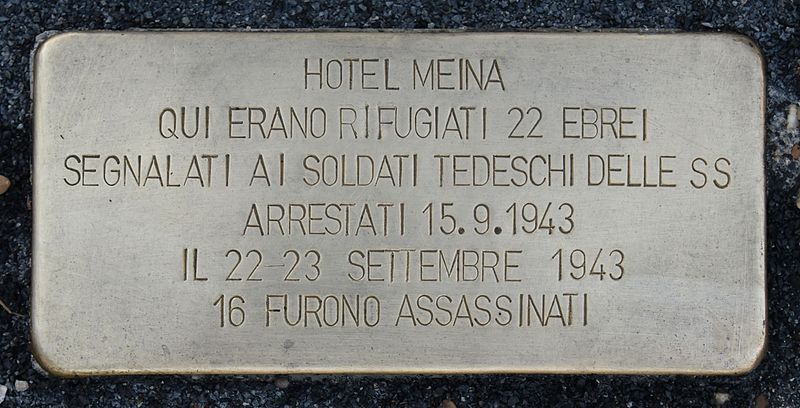 HOTEL MEINA
QUI ERANO RIFUGIATI 22 EBREI
SEGNALATI AI SOLDATI TEDESCHI DELLE SS
ARRESTATI 15.9.1943
IL 22-23 SETTEMBRE 1943
16 FURONO ASSASSINATI